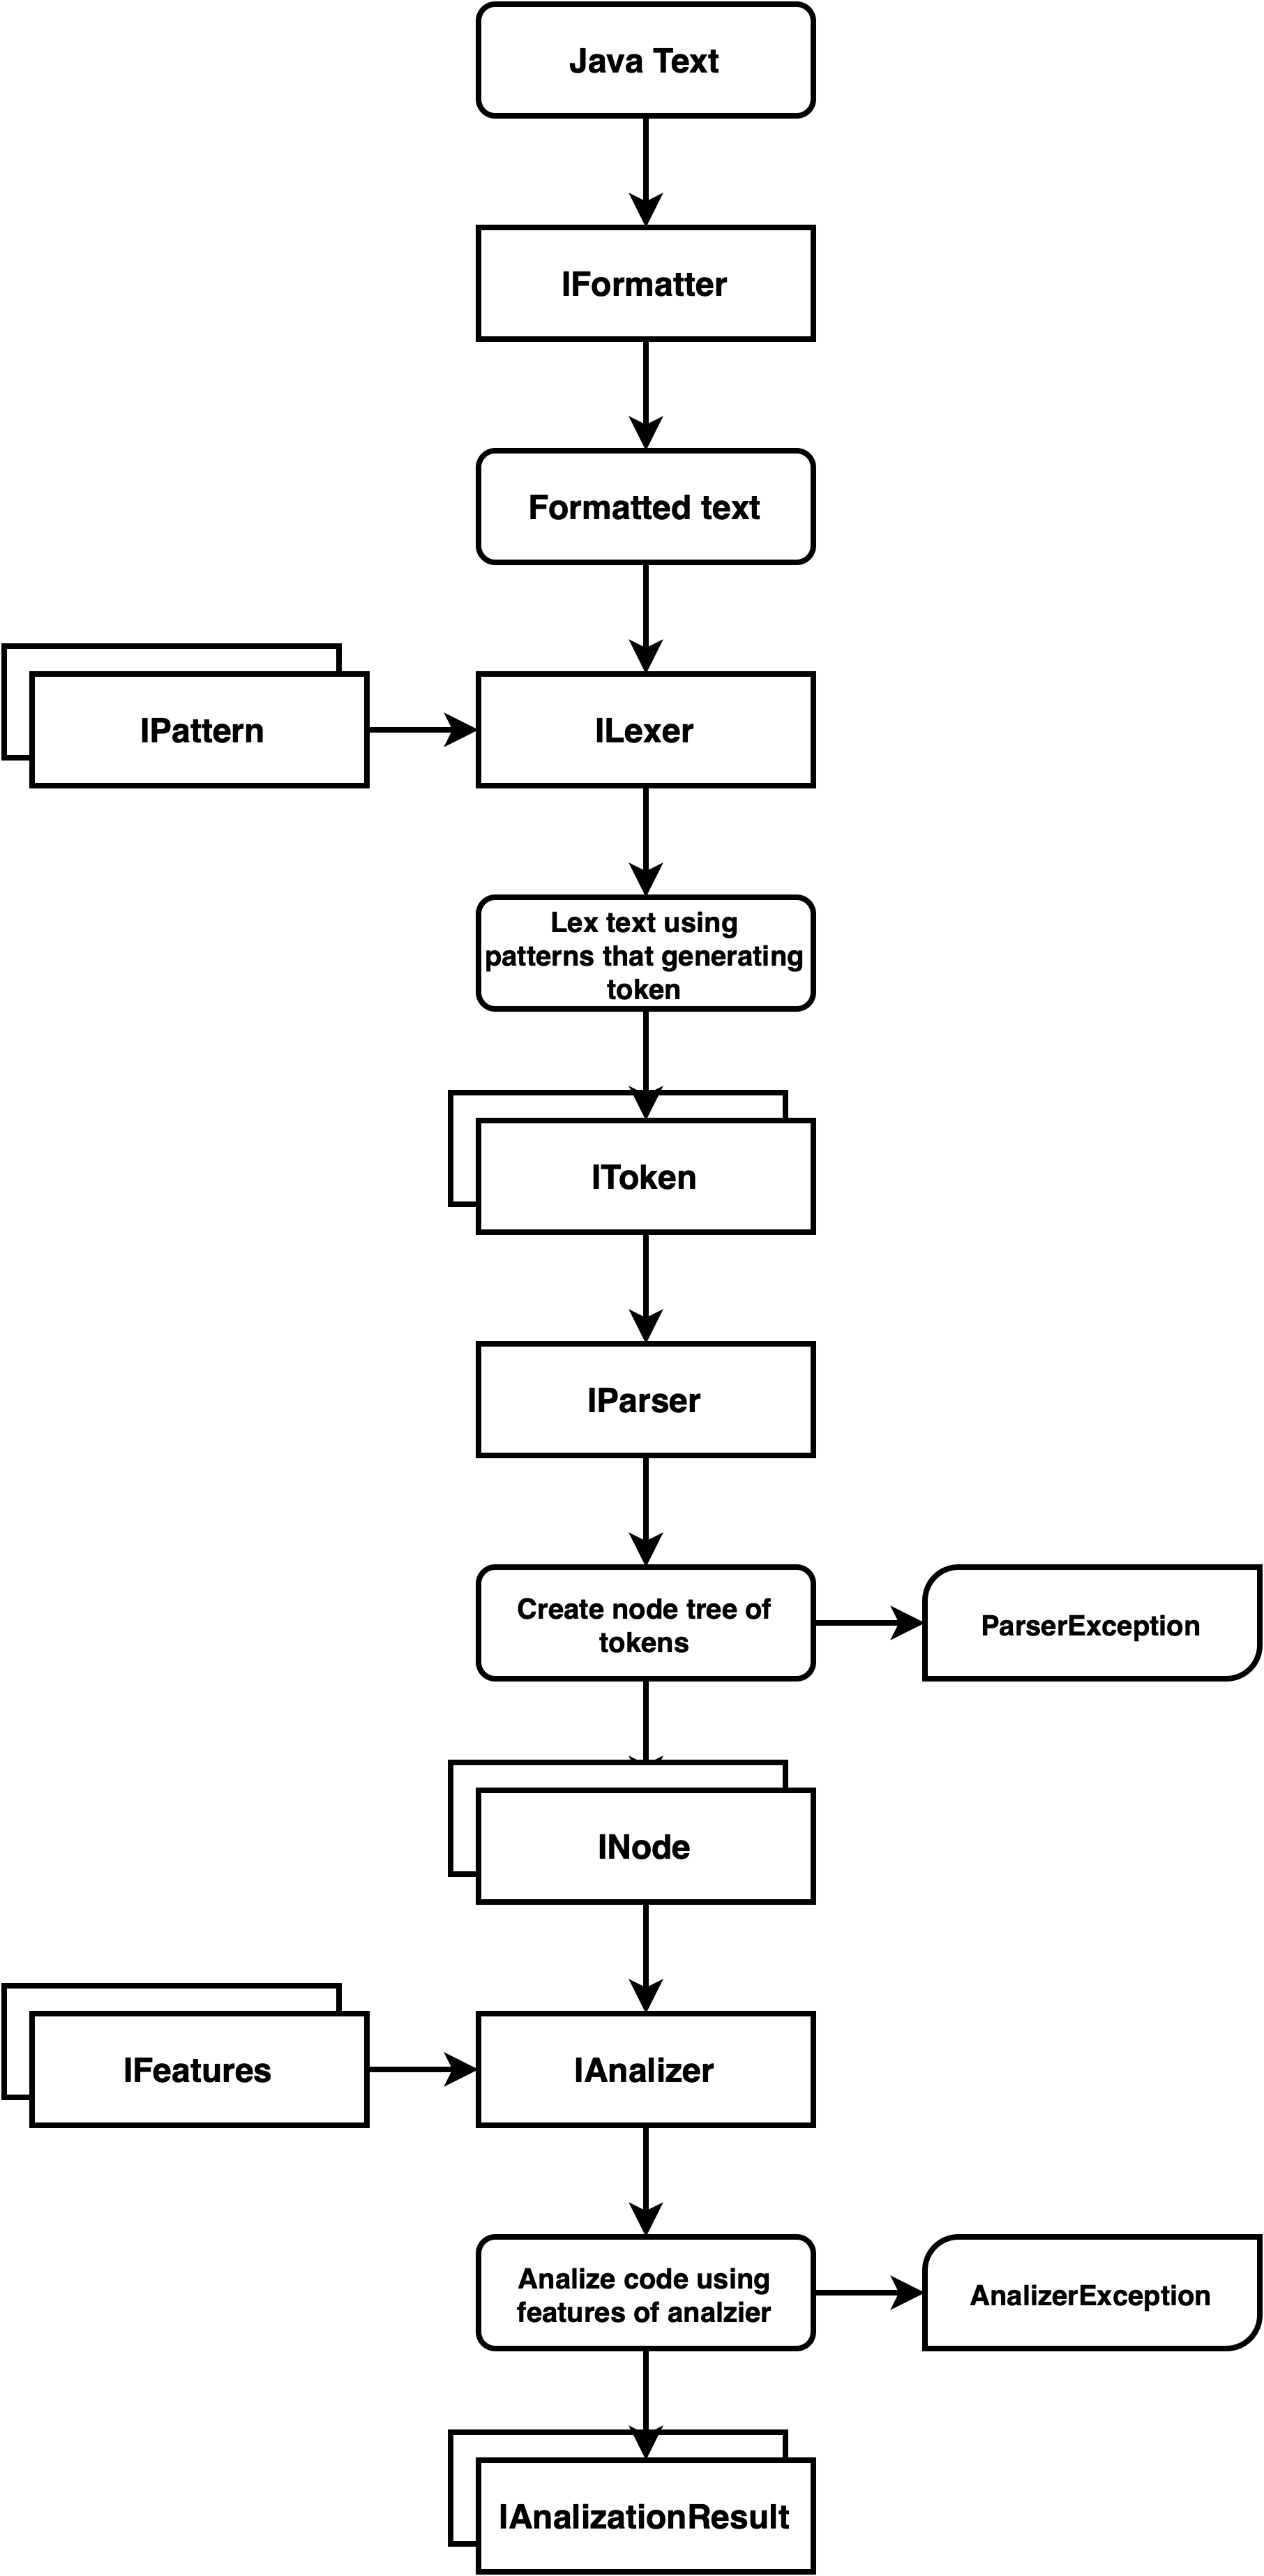 Java Text
IFormatter
Formatted text
IPattern
ILexer
Lex text using
patterns that generating
token
IToken
IParser
Create node tree of
tokens
ParserException
INode
IFeatures
IAnalizer
Analize code using
features of analzier
AnalizerException
IAnalizationResult